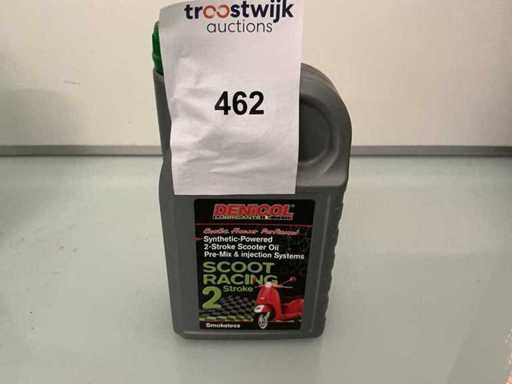 troostwijk
auctions
462
DENICOL
LUBRICANTS
Synthetic-Powered
2-Stroke Scooter Oil
Pre-Mix & injection Systems
SCOOT
RACING
2 Stroke
Smokeless